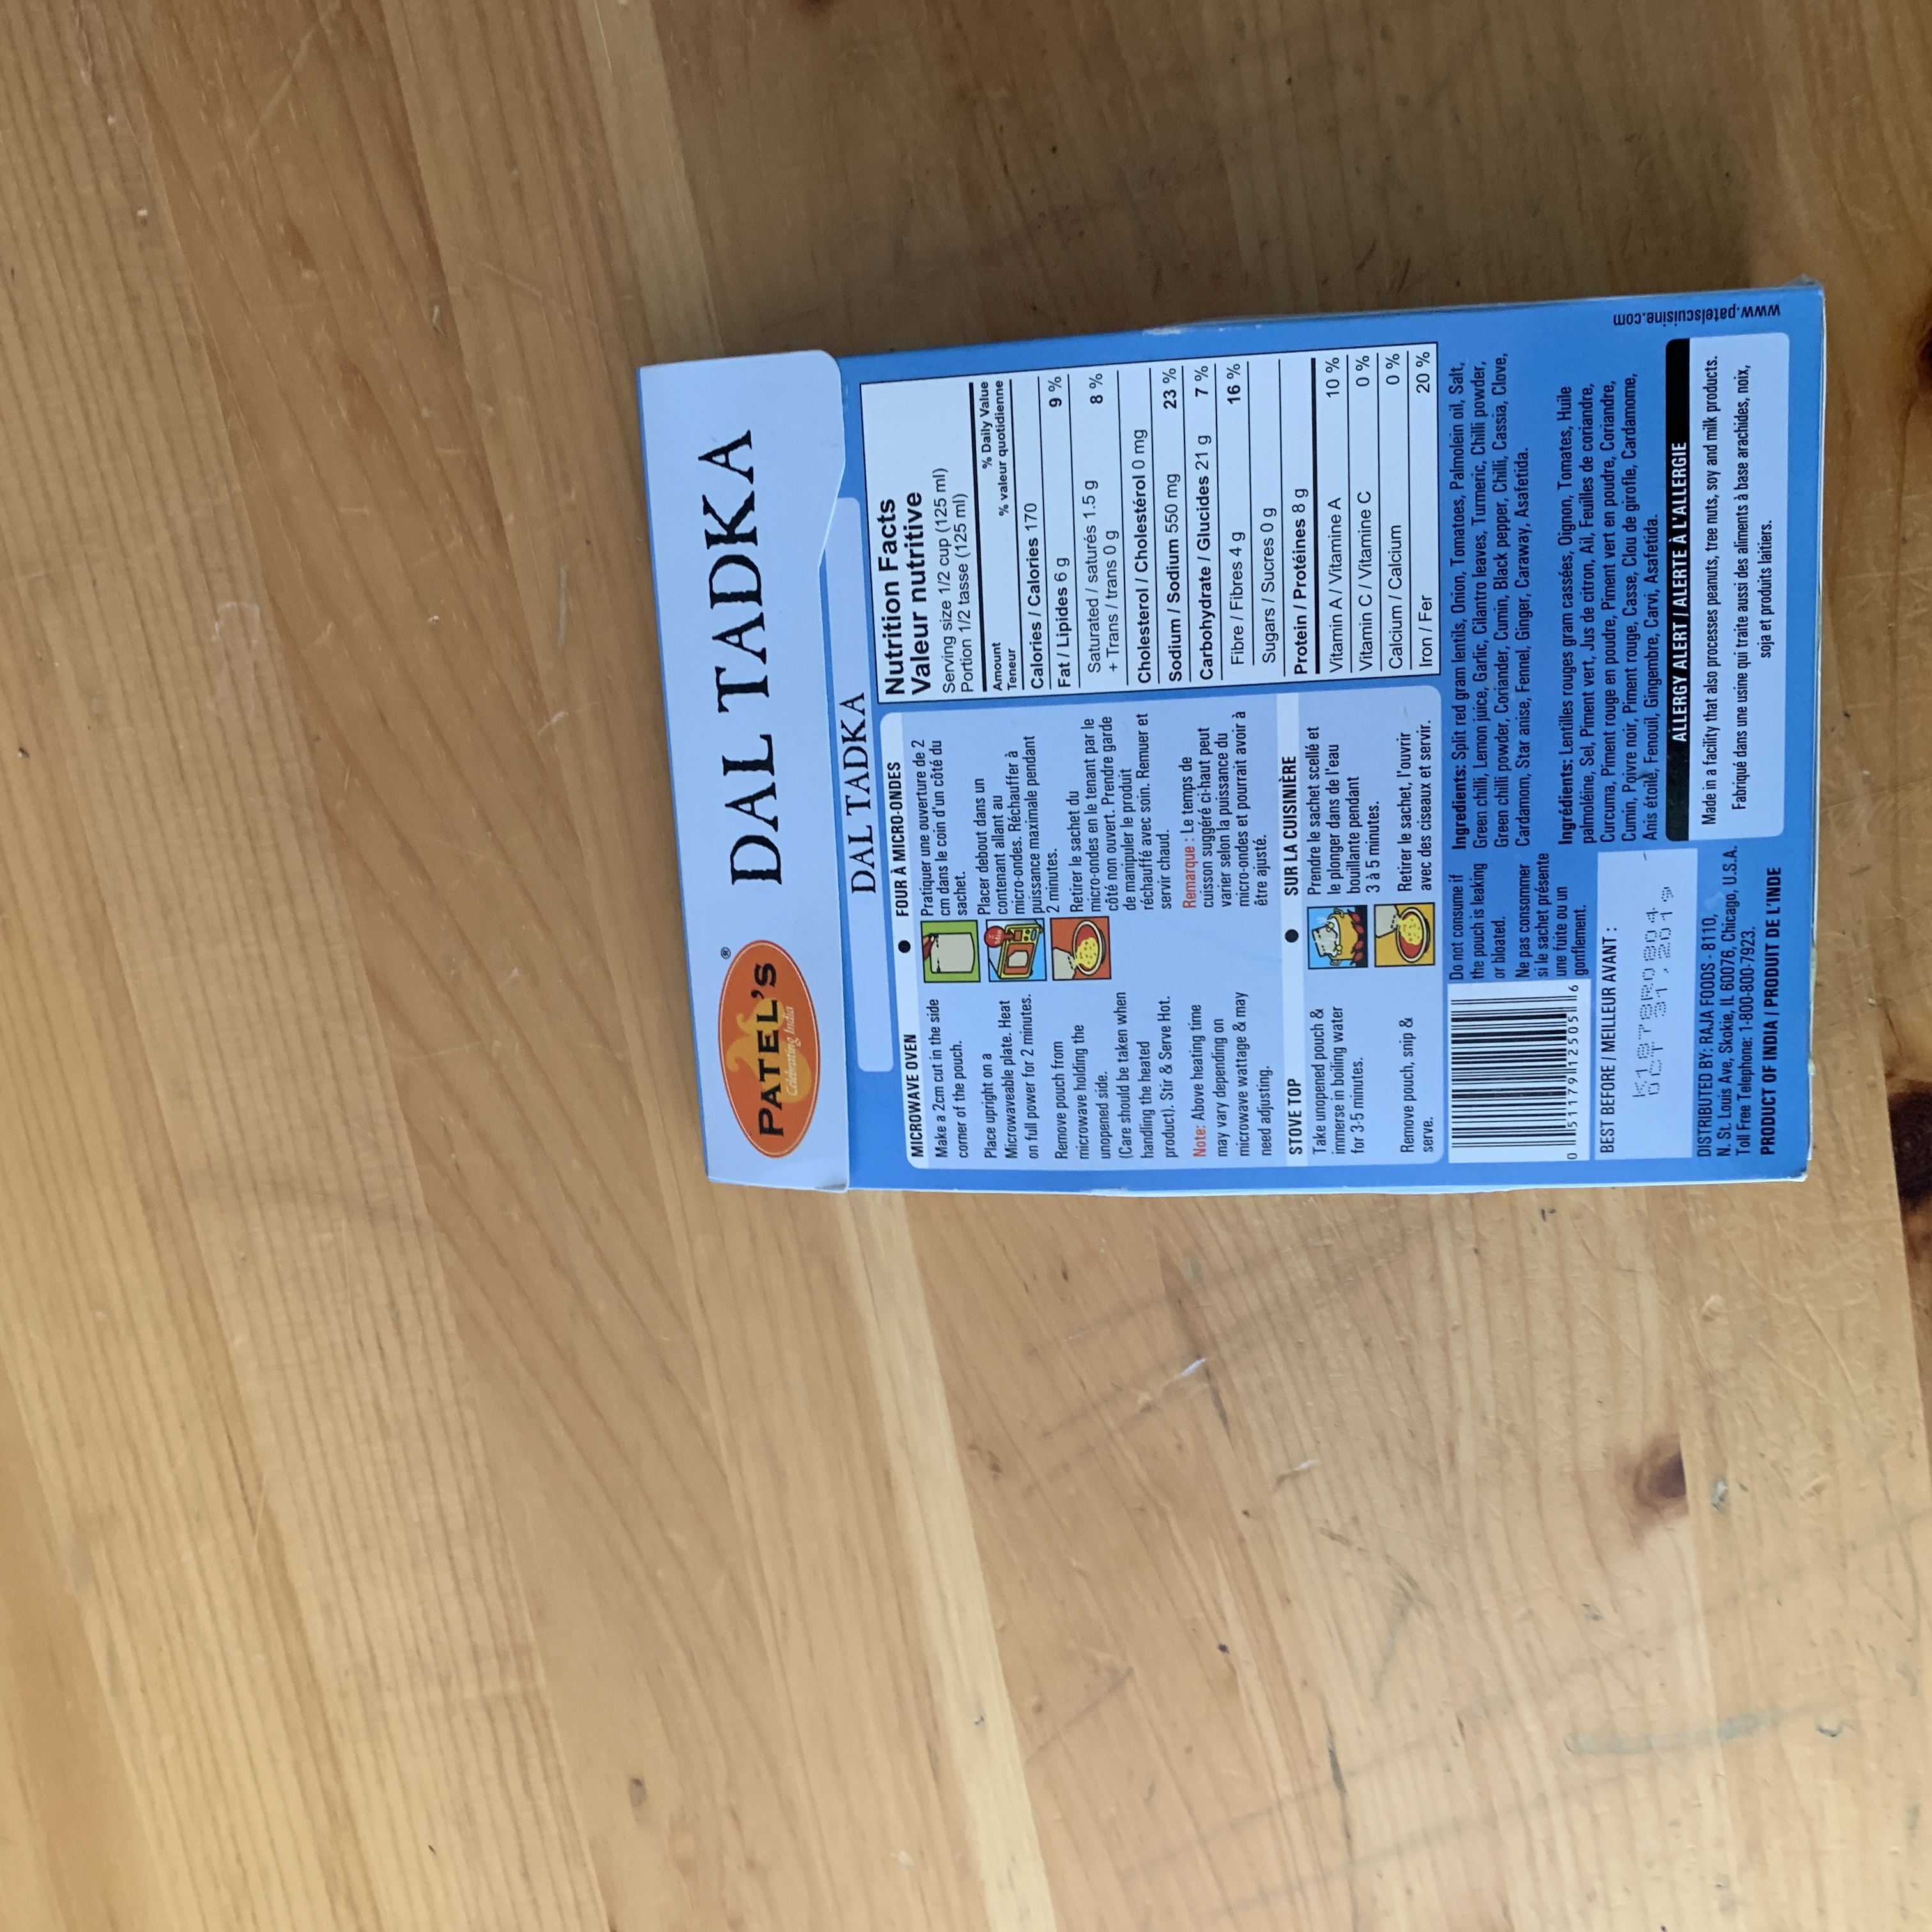 PATEL'S ®
Celebrating India
DAL TADKA
DAL TADKA
MICROWAVE OVEN
Make a 2cm cut in the side
corner of the pouch.
Place upright on a
Microwaveable plate. Heat
on full power for 2 minutes.
Remove pouch from
microwave holding the
unopened side.
(Care should be taken when
handling the heated
product). Stir & Serve Hot.
Note: Above heating time
may vary depending on
microwave wattage & may
need adjusting.
FOUR À MICRO-ONDES
Pratiquer une ouverture de 2
cm dans le coin d'un côté du
sachet.
Placer debout dans un
contenant allant au
micro-ondes. Réchauffer à
puissance maximale pendant
2 minutes.
Retirer le sachet du
micro-ondes en le tenant par le
côté non ouvert. Prendre garde
de manipuler le produit
réchauffé avec soin. Remuer et
servir chaud.
Remarque : Le temps de
cuisson suggéré ci-haut peut
varier selon la puissance du
micro-ondes et pourrait avoir à
être ajusté.
STOVE TOP
Take unopened pouch &
immerse in boiling water
for 3-5 minutes.
Remove pouch, snip &
serve.
SUR LA CUISINIÈRE
Prendre le sachet scellé et
le plonger dans de l'eau
bouillante pendant
3 à 5 minutes.
Retirer le sachet, l'ouvrir
avec des ciseaux et servir.
Nutrition Facts
Valeur nutritive
Serving size 1/2 cup (125 ml)
Portion 1/2 tasse (125 ml)
Amount % Daily Value
Teneur % valeur quotidienne
Calories / Calories 170
Fat / Lipides 6 g 9 %
Saturated / saturés 1.5 g 8 %
+ Trans / trans 0 g
Cholesterol / Cholestérol 0 mg
Sodium / Sodium 550 mg 23 %
Carbohydrate / Glucides 21 g 7 %
Fibre / Fibres 4 g 16 %
Sugars / Sucres 0 g
Protein / Protéines 8 g
Vitamin A / Vitamine A 10 %
Vitamin C / Vitamine C 0 %
Calcium / Calcium 0 %
Iron / Fer 20 %
0 51179 12505 6
Do not consume if
the pouch is leaking
or bloated.
Ne pas consommer
si le sachet présente
une fuite ou un
gonflement.
Ingredients: Split red gram lentils, Onion, Tomatoes, Palmolein oil, Salt,
Green chilli, Lemon juice, Garlic, Cilantro leaves, Turmeric, Chilli powder,
Green chilli powder, Coriander, Cumin, Black pepper, Chilli, Cassia, Clove,
Cardamom, Star anise, Fennel, Ginger, Caraway, Asafetida.
Ingrédients: Lentilles rouges gram cassées, Oignon, Tomates, Huile
palmoléine, Sel, Piment vert, Jus de citron, Ail, Feuilles de coriandre,
Curcuma, Piment rouge en poudre, Piment vert en poudre, Coriandre,
Cumin, Poivre noir, Piment rouge, Casse, Clou de girofle, Cardamome,
Anis étoilé, Fenouil, Gingembre, Carvi, Asafetida.
BEST BEFORE / MEILLEUR AVANT :
K1878R0804
OCT 31,2019
DISTRIBUTED BY: RAJA FOODS - 8110,
N. St. Louis Ave, Skokie, IL 60076, Chicago, U.S.A.
Toll Free Telephone: 1-800-800-7923.
PRODUCT OF INDIA / PRODUIT DE L'INDE
ALLERGY ALERT / ALERTE À L'ALLERGIE
Made in a facility that also processes peanuts, tree nuts, soy and milk products.
Fabriqué dans une usine qui traite aussi des aliments à base arachides, noix,
soja et produits laitiers.
www.patelscuisine.com